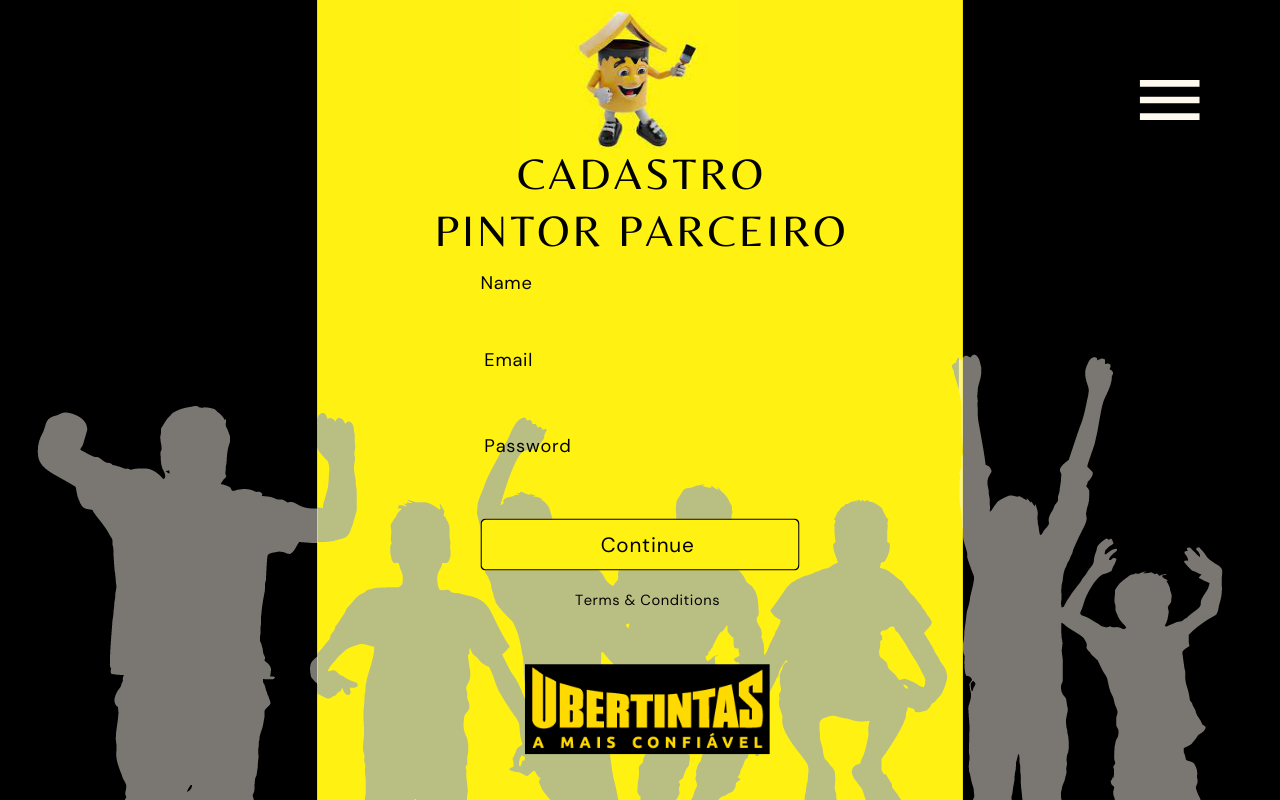 CADASTRO
PINTOR PARCEIRO
Name
Email
Password
Continue
Terms & Conditions
UBERTINTAS
A MAIS CONFIÁVEL